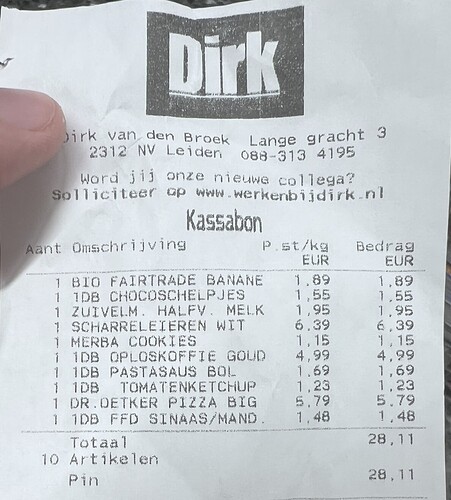 Dirk
Dirk van den Broek Lange gracht 3
2312 NV Leiden 088-313 4195
Word jij onze nieuwe collega?
Solliciteer op www.werkenbijdirk.nl
Kassabon
Aant Omschrijving P.st/kg Bedrag
EUR EUR
1 BIO FAIRTRADE BANANE 1,89 1,89
1 1DB CHOCOSCHELPJES 1,55 1,55
1 ZUIVELM. HALFV. MELK 1,95 1,95
1 SCHARRELEIEREN WIT 6,39 6,39
1 MERBA COOKIES 1,15 1,15
1 1DB OPLOSKOFFIE GOUD 4,99 4,99
1 1DB PASTASAUS BOL 1,69 1,69
1 1DB TOMATENKETCHUP 1,23 1,23
1 DR.OETKER PIZZA BIG 5,79 5,79
1 1DB FFD SINAAS/MAND. 1,48 1,48
Totaal 28,11
10 Artikelen
Pin 28,11